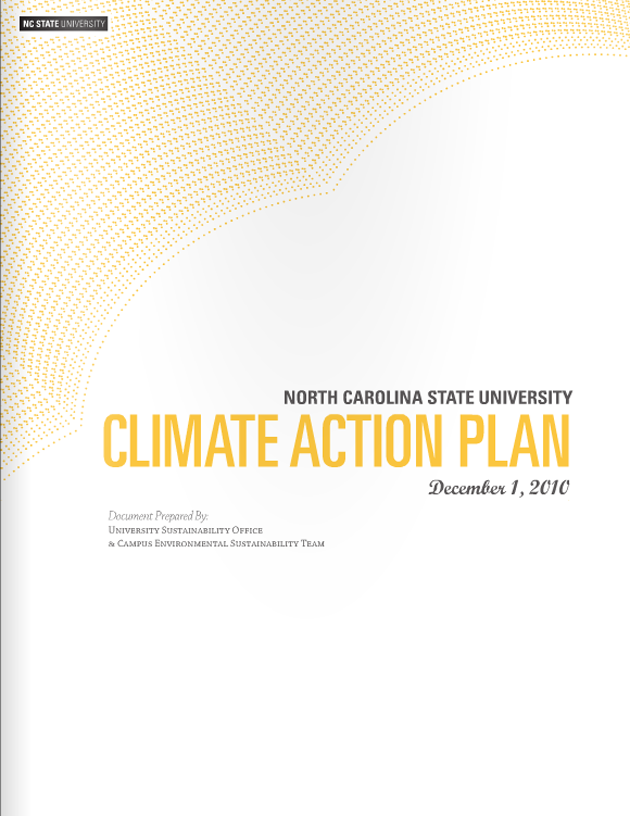 NC STATE UNIVERSITY
NORTH CAROLINA STATE UNIVERSITY
CLIMATE ACTION PLAN
December 1, 2010
Document Prepared By:
University Sustainability Office
& Campus Environmental Sustainability Team